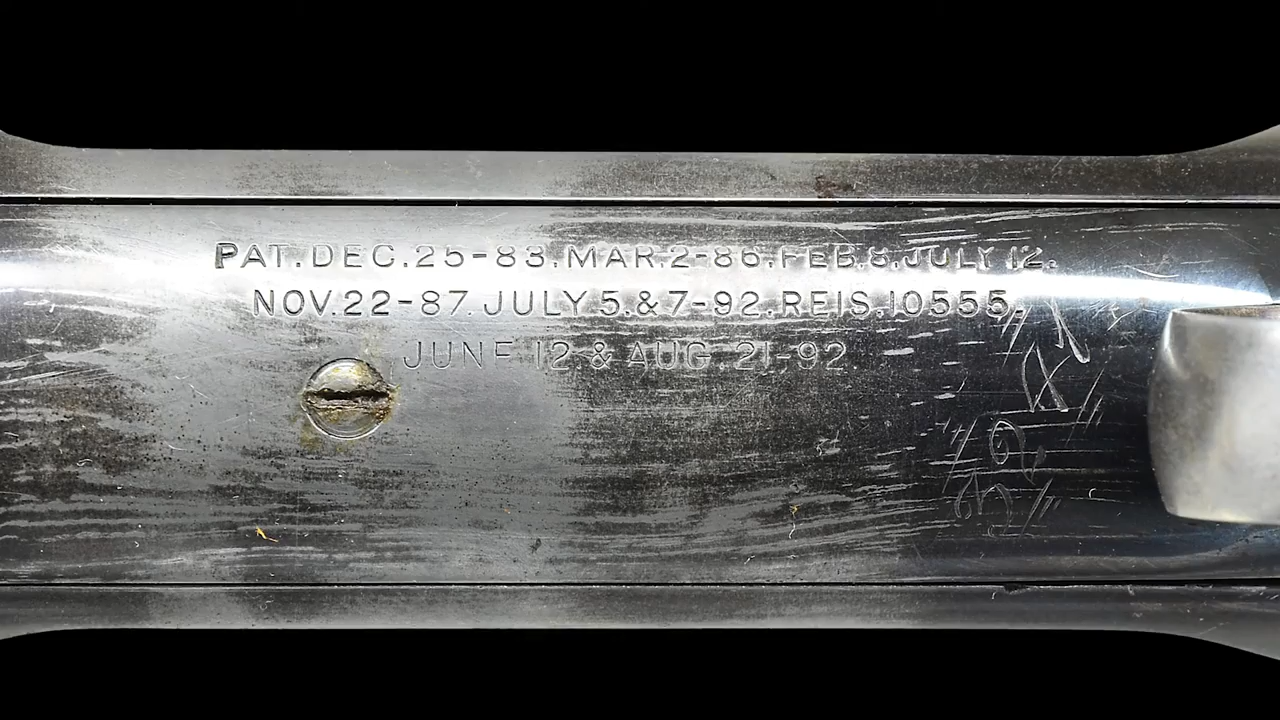 PAT. DEC. 25-83. MAR. 2-86. FEB. 8. JULY 12.
NOV. 22-87. JULY 5. & 7-92. REIS. 10555.
JUNE 12 & AUG. 21-92.